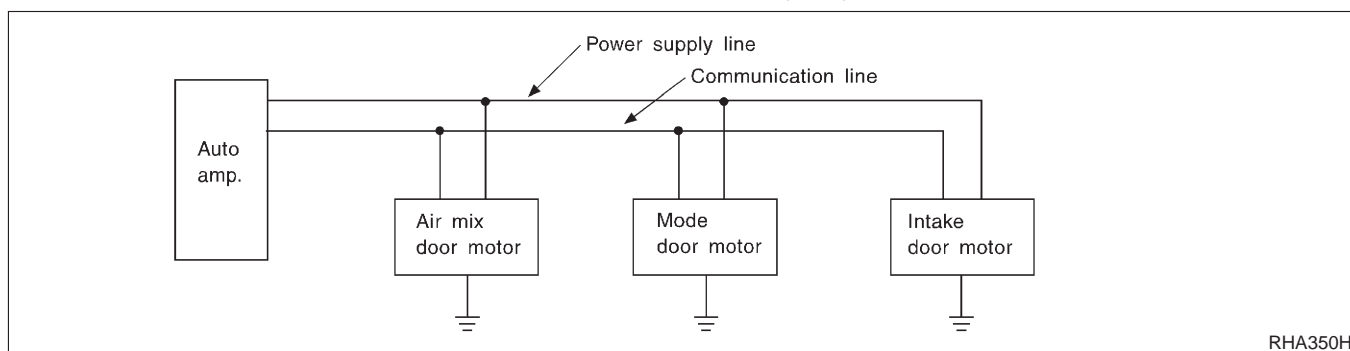 Power supply line
Communication line
Auto
amp.
Air mix
door motor
Mode
door motor
Intake
door motor
RHA350H